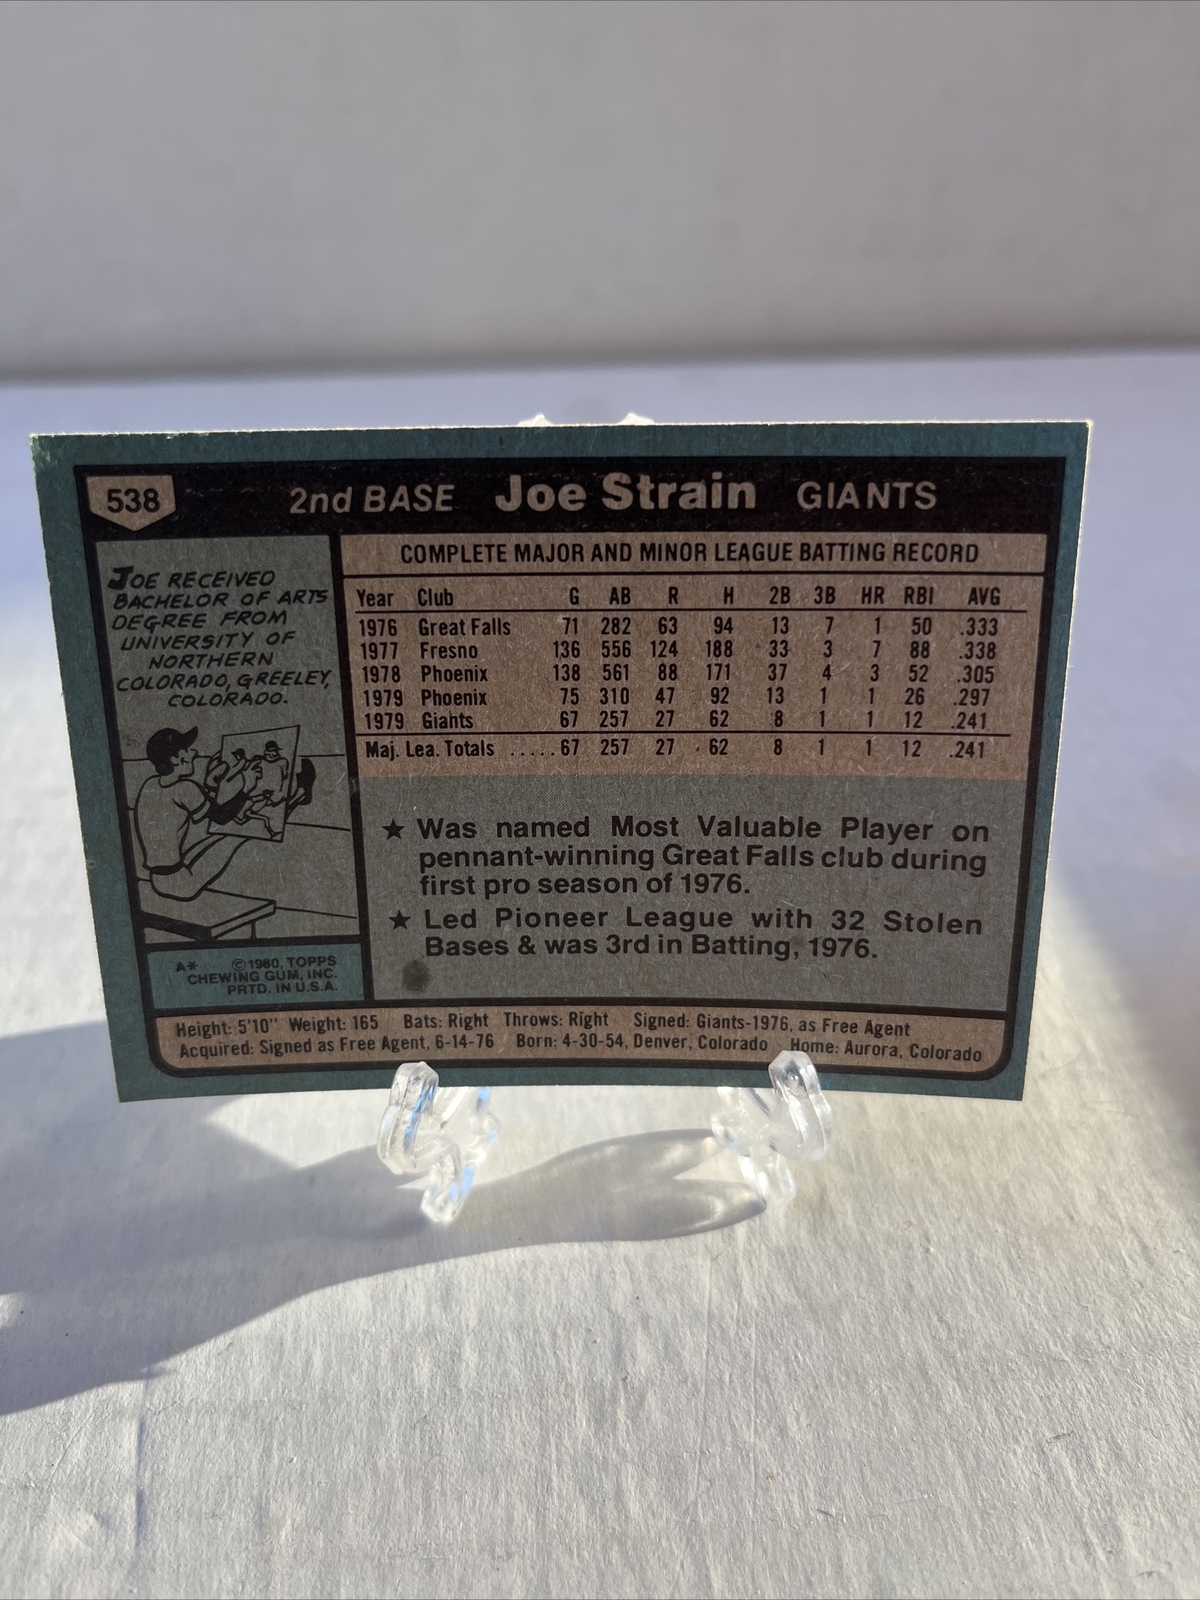 538 2nd BASE Joe Strain GIANTS
JOE RECEIVED
BACHELOR OF ARTS
DEGREE FROM
UNIVERSITY OF
NORTHERN
COLORADO, GREELEY,
COLORADO.
A* ©1980, TOPPS
CHEWING GUM, INC.
PRTD. IN U.S.A.
COMPLETE MAJOR AND MINOR LEAGUE BATTING RECORD
Year Club G AB R H 2B 3B HR RBI AVG
1976 Great Falls 71 282 63 94 13 7 1 50 .333
1977 Fresno 136 556 124 188 33 3 7 88 .338
1978 Phoenix 138 561 88 171 37 4 3 52 .305
1979 Phoenix 75 310 47 92 13 1 1 26 .297
1979 Giants 67 257 27 62 8 1 1 12 .241
Maj. Lea. Totals .....67 257 27 62 8 1 1 12 .241
★ Was named Most Valuable Player on
pennant-winning Great Falls club during
first pro season of 1976.
★ Led Pioneer League with 32 Stolen
Bases & was 3rd in Batting, 1976.
Height: 5'10" Weight: 165 Bats: Right Throws: Right Signed: Giants-1976, as Free Agent
Acquired: Signed as Free Agent, 6-14-76 Born: 4-30-54, Denver, Colorado Home: Aurora, Colorado